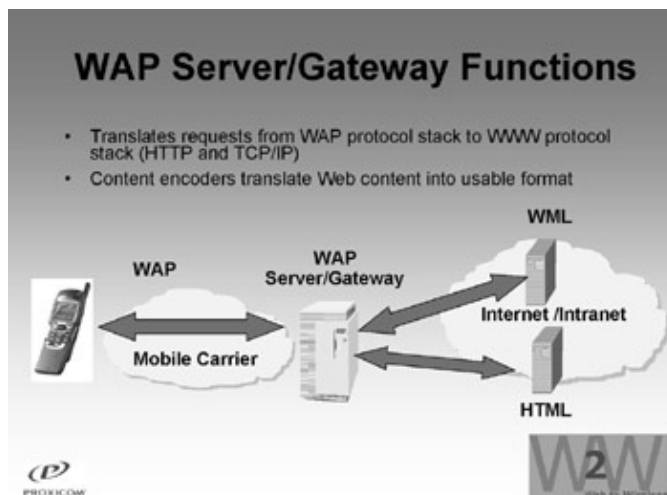 WAP Server/Gateway Functions
• Translates requests from WAP protocol stack to WWW protocol
stack (HTTP and TCP/IP)
• Content encoders translate Web content into usable format
WML
WAP
WAP
Server/Gateway
Internet /Intranet
Mobile Carrier
HTML
(P)
PROXICOM
WW
2